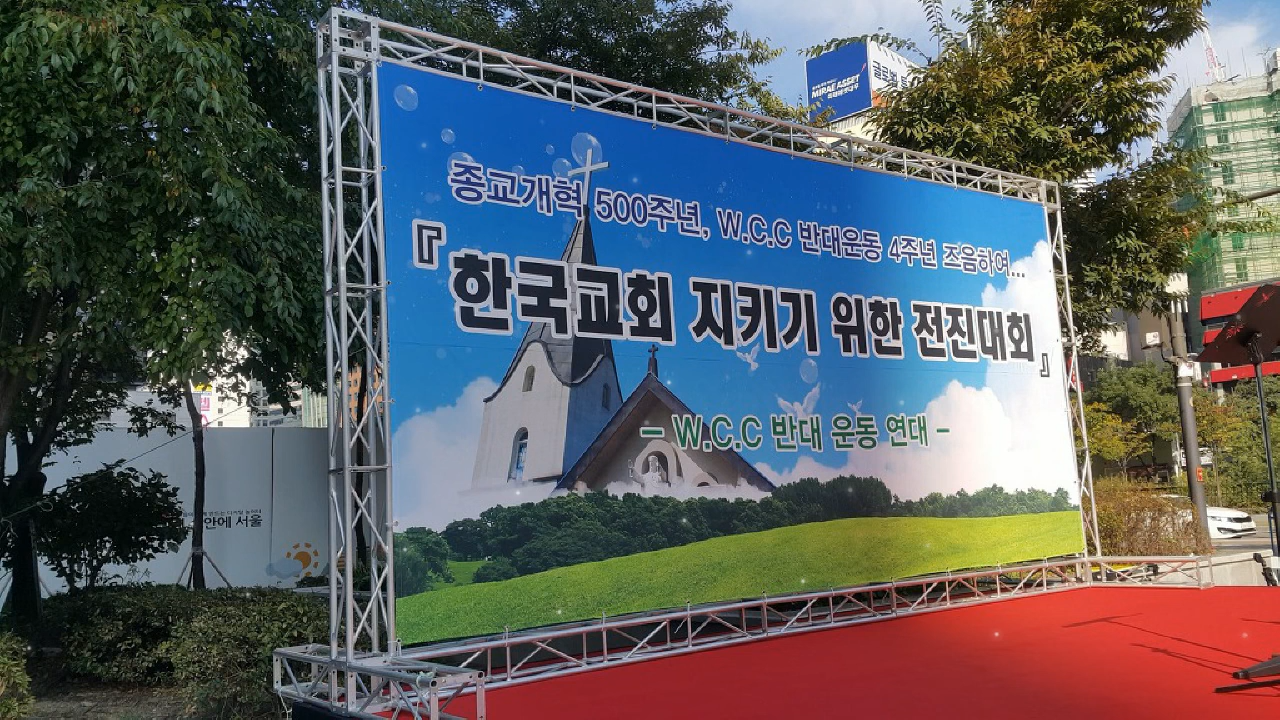 종교개혁 500주년, W.C.C 반대운동 4주년 즈음하여...
『한국교회 지키기 위한 전진대회』
- W.C.C 반대 운동 연대 -
MIRAE ASSET
안에 서울